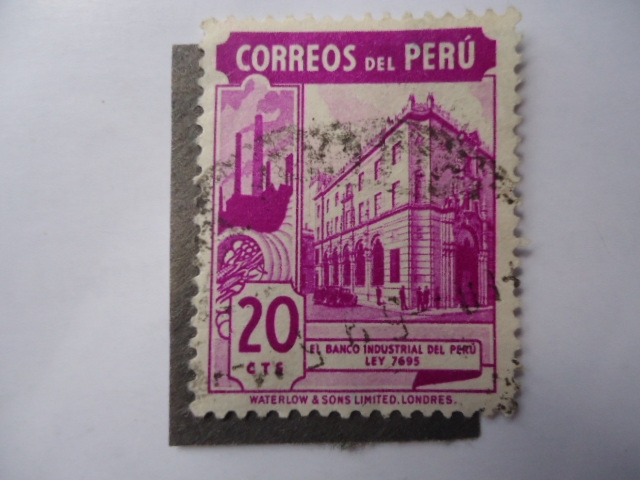 CORREOS DEL PERÚ
20
CTS
EL BANCO INDUSTRIAL DEL PERÚ
LEY 7695
WATERLOW & SONS LIMITED. LONDRES.